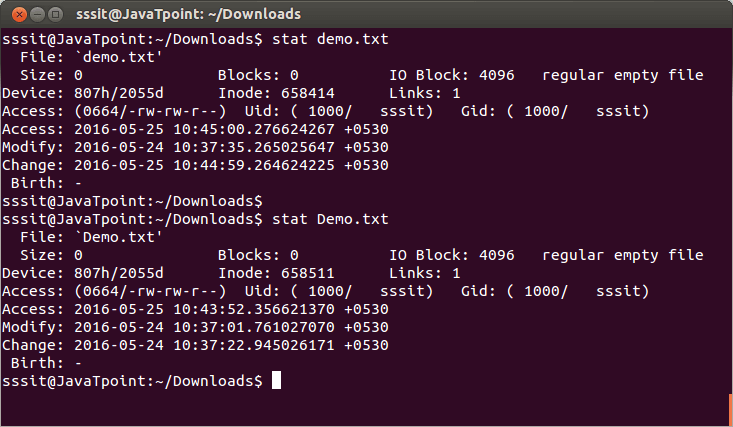 sssit@JavaTpoint: ~/Downloads
sssit@JavaTpoint:~/Downloads$ stat demo.txt
  File: `demo.txt'
  Size: 0               Blocks: 0          IO Block: 4096   regular empty file
Device: 807h/2055d      Inode: 658414      Links: 1
Access: (0664/-rw-rw-r--)  Uid: ( 1000/   sssit)   Gid: ( 1000/   sssit)
Access: 2016-05-25 10:45:00.276624267 +0530
Modify: 2016-05-24 10:37:35.265025647 +0530
Change: 2016-05-25 10:44:59.264624225 +0530
 Birth: -
sssit@JavaTpoint:~/Downloads$
sssit@JavaTpoint:~/Downloads$ stat Demo.txt
  File: `Demo.txt'
  Size: 0               Blocks: 0          IO Block: 4096   regular empty file
Device: 807h/2055d      Inode: 658511      Links: 1
Access: (0664/-rw-rw-r--)  Uid: ( 1000/   sssit)   Gid: ( 1000/   sssit)
Access: 2016-05-25 10:43:52.356621370 +0530
Modify: 2016-05-24 10:37:01.761027070 +0530
Change: 2016-05-24 10:37:22.945026171 +0530
 Birth: -
sssit@JavaTpoint:~/Downloads$